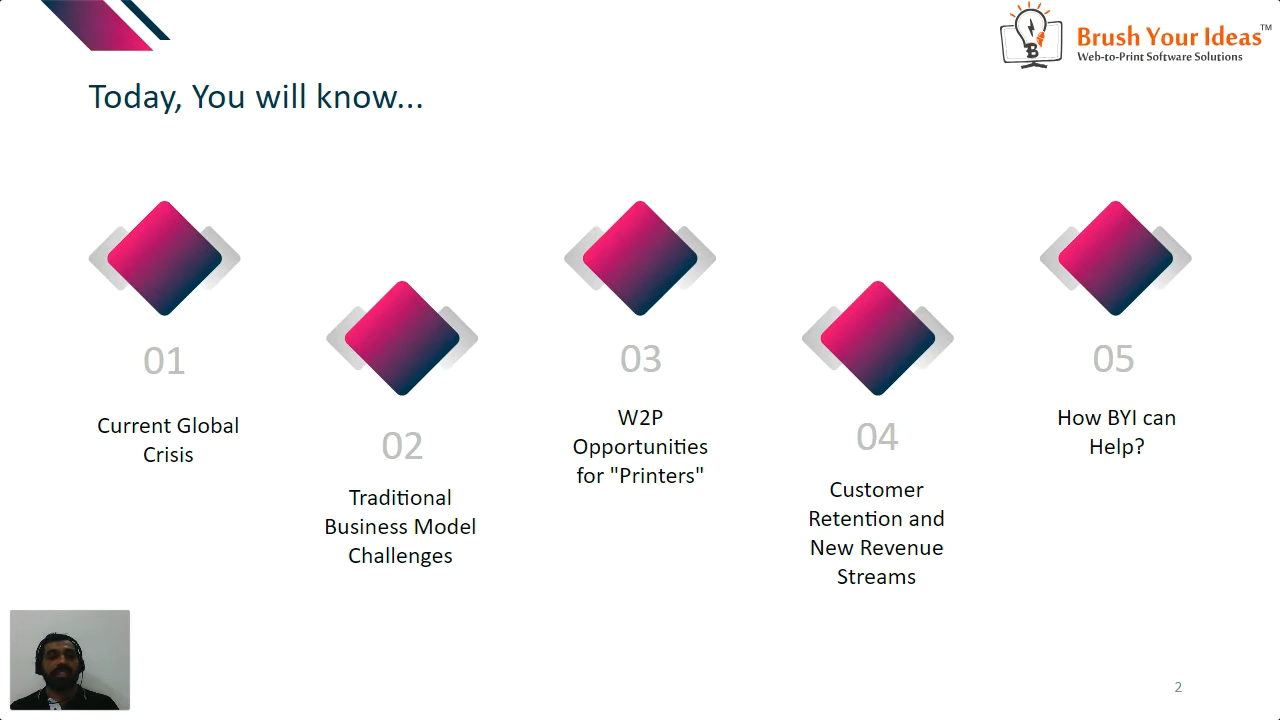 Brush Your Ideas™
Web-to-Print Software Solutions
B
Today, You will know...
01
Current Global
Crisis
02
Traditional
Business Model
Challenges
03
W2P
Opportunities
for "Printers"
04
Customer
Retention and
New Revenue
Streams
05
How BYI can
Help?
2